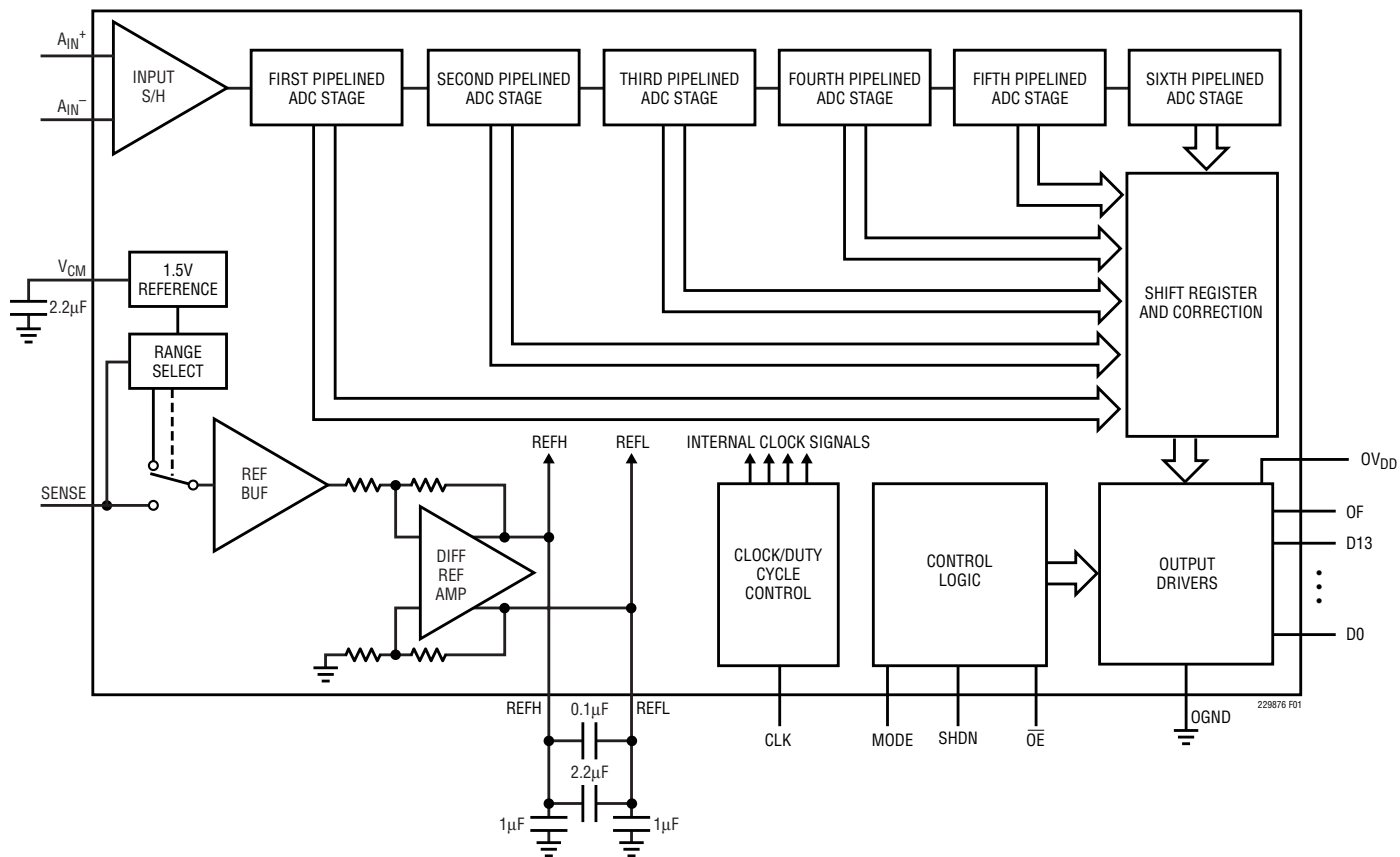 AIN+
AIN−
INPUT
S/H
FIRST PIPELINED
ADC STAGE
SECOND PIPELINED
ADC STAGE
THIRD PIPELINED
ADC STAGE
FOURTH PIPELINED
ADC STAGE
FIFTH PIPELINED
ADC STAGE
SIXTH PIPELINED
ADC STAGE
VCM
2.2µF
1.5V
REFERENCE
RANGE
SELECT
SHIFT REGISTER
AND CORRECTION
SENSE
REF
BUF
REFH
REFL
INTERNAL CLOCK SIGNALS
DIFF
REF
AMP
CLOCK/DUTY
CYCLE
CONTROL
CONTROL
LOGIC
OUTPUT
DRIVERS
OVDD
OF
D13
D0
REFH
0.1µF
REFL
2.2µF
1µF
1µF
CLK
MODE
SHDN
O̅E̅
OGND
229876 F01